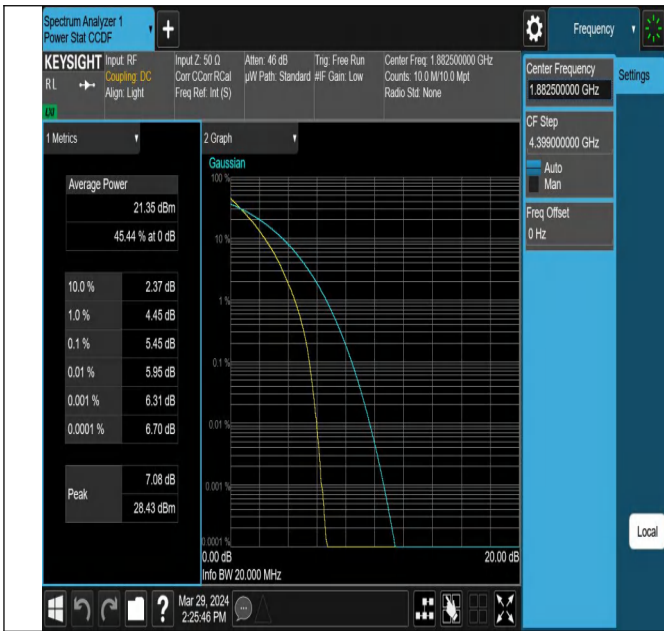 Spectrum Analyzer 1
Power Stat CCDF
+
Frequency
KEYSIGHT
RL
LXI
Input: RF
Coupling: DC
Align: Light
Input Z: 50 Ω
Corr CCorr RCal
Freq Ref: Int (S)
Atten: 46 dB
µW Path: Standard
Trig: Free Run
#IF Gain: Low
Center Freq: 1.882500000 GHz
Counts: 10.0 M/10.0 Mpt
Radio Std: None
Center Frequency
1.882500000 GHz
Settings
CF Step
4.399000000 GHz
Auto
Man
Freq Offset
0 Hz
Local
1 Metrics
Average Power
21.35 dBm
45.44 % at 0 dB
10.0 % 2.37 dB
1.0 % 4.45 dB
0.1 % 5.45 dB
0.01 % 5.95 dB
0.001 % 6.31 dB
0.0001 % 6.70 dB
Peak
7.08 dB
28.43 dBm
2 Graph
Gaussian
100 %
10 %
1 %
0.1 %
0.01 %
0.001 %
0.0001 %
0.00 dB 20.00 dB
Info BW 20.000 MHz
?
Mar 29, 2024
2:25:46 PM